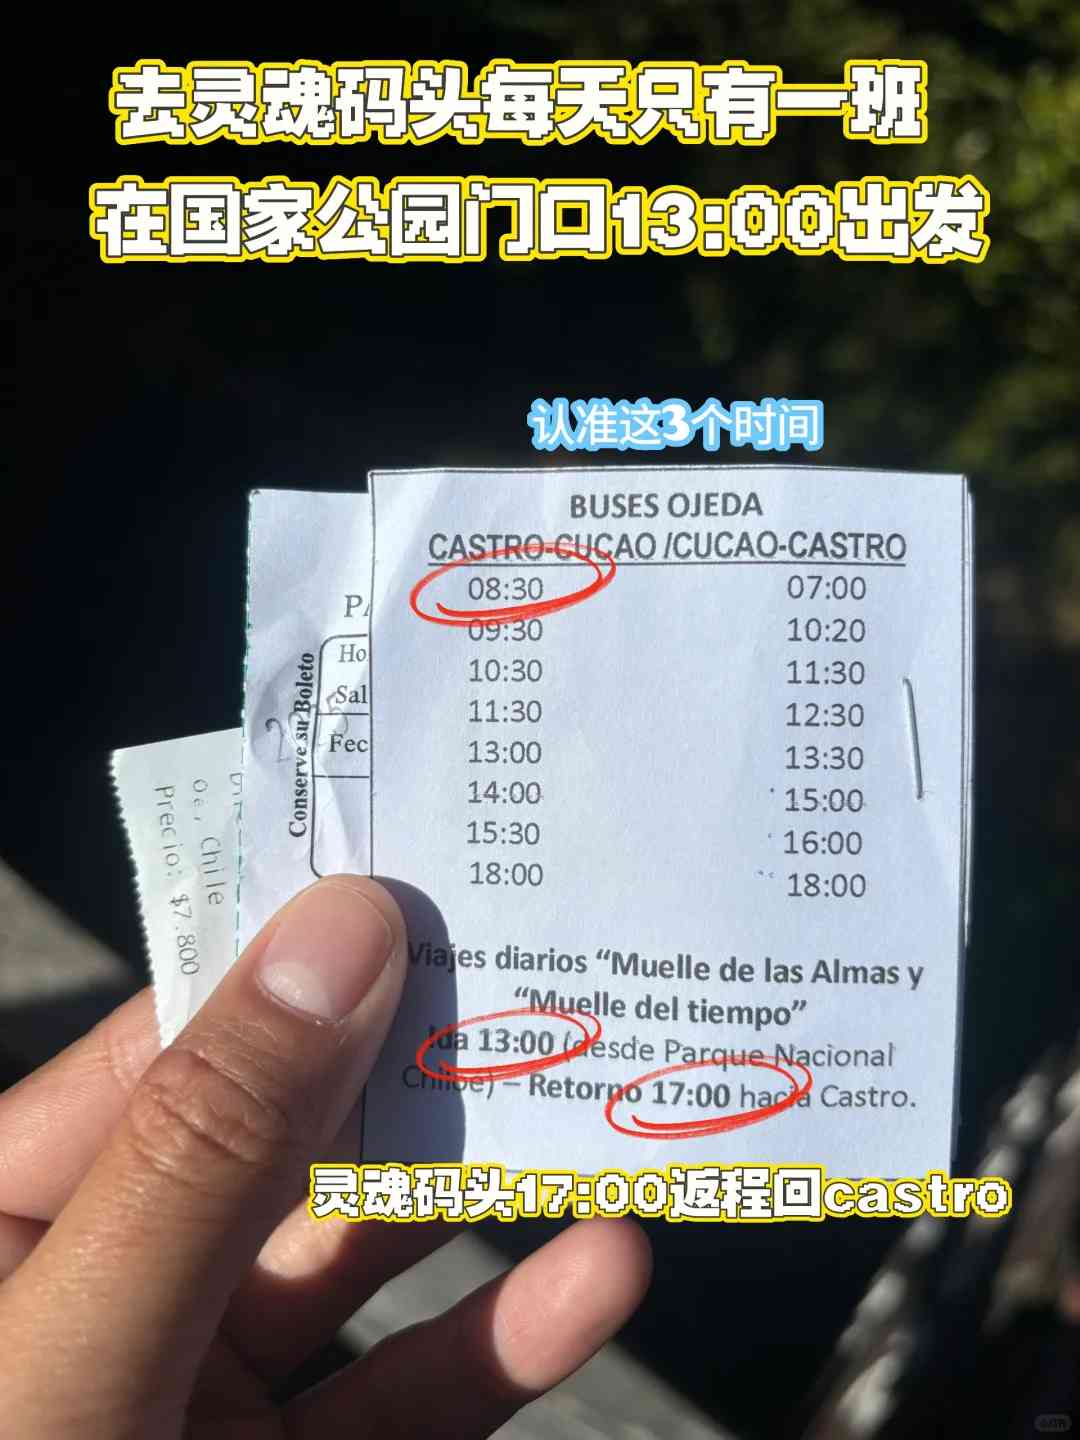 去灵魂码头每天只有一班
在国家公园门口13:00出发
认准这3个时间
BUSES OJEDA
CASTRO-CUCAO /CUCAO-CASTRO
08:30 07:00
09:30 10:20
10:30 11:30
11:30 12:30
13:00 13:30
14:00 15:00
15:30 16:00
18:00 18:00
Viajes diarios “Muelle de las Almas y
“Muelle del tiempo”
Ida 13:00 (desde Parque Nacional
Chiloe) – Retorno 17:00 hacia Castro.
灵魂码头17:00返程回castro
Conserve su Boleto
PA
Ho
Sal
Fec
Chile
Precio: $7.800